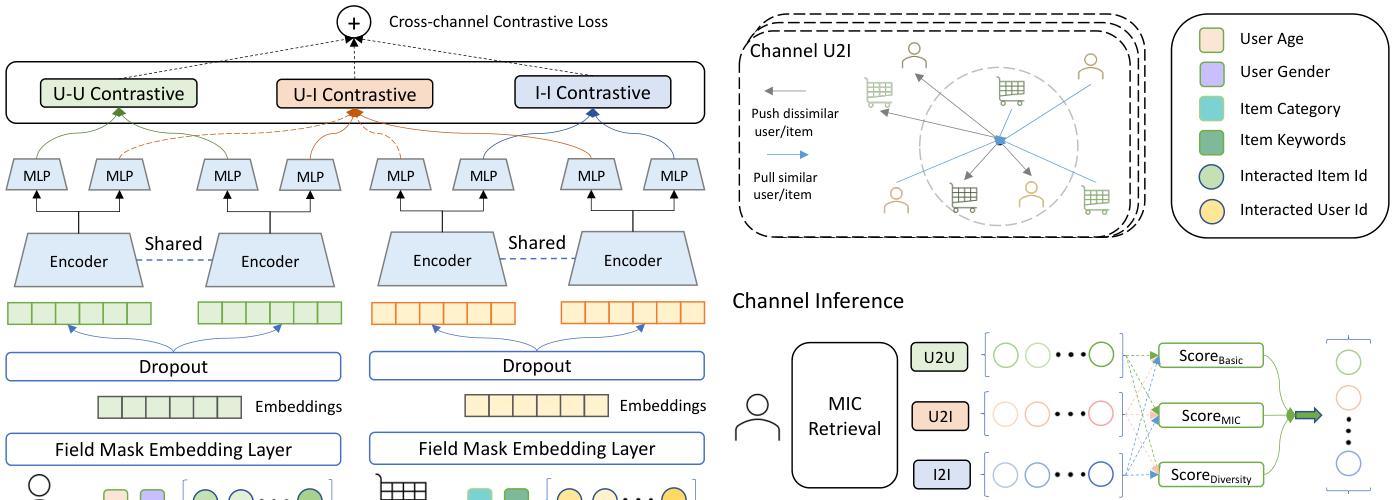 Cross-channel Contrastive Loss
U-U Contrastive
U-I Contrastive
I-I Contrastive
MLP
MLP
MLP
MLP
MLP
MLP
MLP
MLP
Encoder
Shared
Encoder
Encoder
Shared
Encoder
Dropout
Dropout
Embeddings
Embeddings
Field Mask Embedding Layer
Field Mask Embedding Layer
Channel U2I
Push dissimilar
user/item
Pull similar
user/item
User Age
User Gender
Item Category
Item Keywords
Interacted Item Id
Interacted User Id
Channel Inference
MIC
Retrieval
U2U
U2I
I2I
ScoreBasic
ScoreMIC
ScoreDiversity